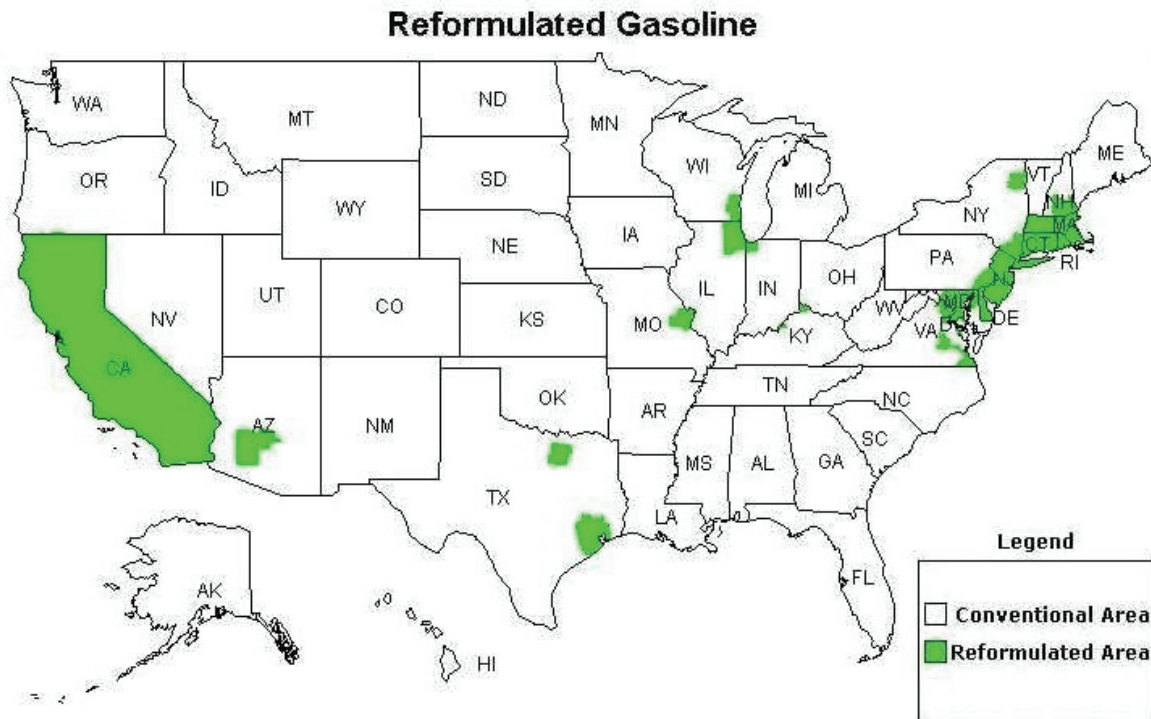 Reformulated Gasoline
WA
MT
ND
MN
ME
OR
ID
WY
SD
WI
MI
VT
NH
NY
MA
CT
RI
NV
UT
CO
NE
IA
IL
IN
OH
PA
NJ
MD
DE
DC
WV
VA
CA
AZ
NM
KS
MO
KY
OK
AR
TN
NC
SC
TX
LA
MS
AL
GA
FL
AK
HI
Legend
Conventional Area
Reformulated Area